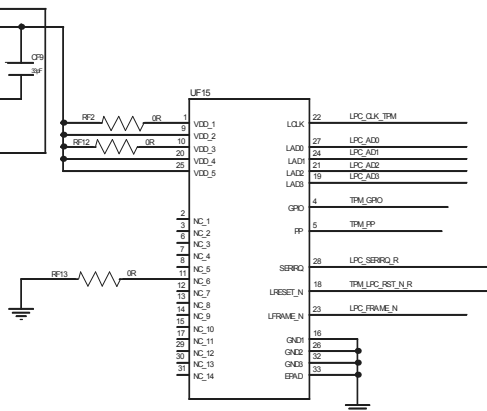 CF9
33pF
UF15
RF2 0R 1 VDD_1
9 VDD_2
RF12 0R 10 VDD_3
20 VDD_4
25 VDD_5
2 NC_1
3 NC_2
6 NC_3
7 NC_4
8 NC_5
RF13 0R 11 NC_6
12 NC_7
13 NC_8
14 NC_9
15 NC_10
17 NC_11
29 NC_12
30 NC_13
31 NC_14
LCLK 22 LPC_CLK_TPM
LAD0 27 LPC_AD0
LAD1 24 LPC_AD1
LAD2 21 LPC_AD2
LAD3 19 LPC_AD3
GPIO 4 TPM_GPIO
PP 5 TPM_PP
SERIRQ 28 LPC_SERIRQ_R
LRESET_N 18 TPM_LPC_RST_N_R
LFRAME_N 23 LPC_FRAME_N
GND1 16
GND2 26
GND3 32
EPAD 33